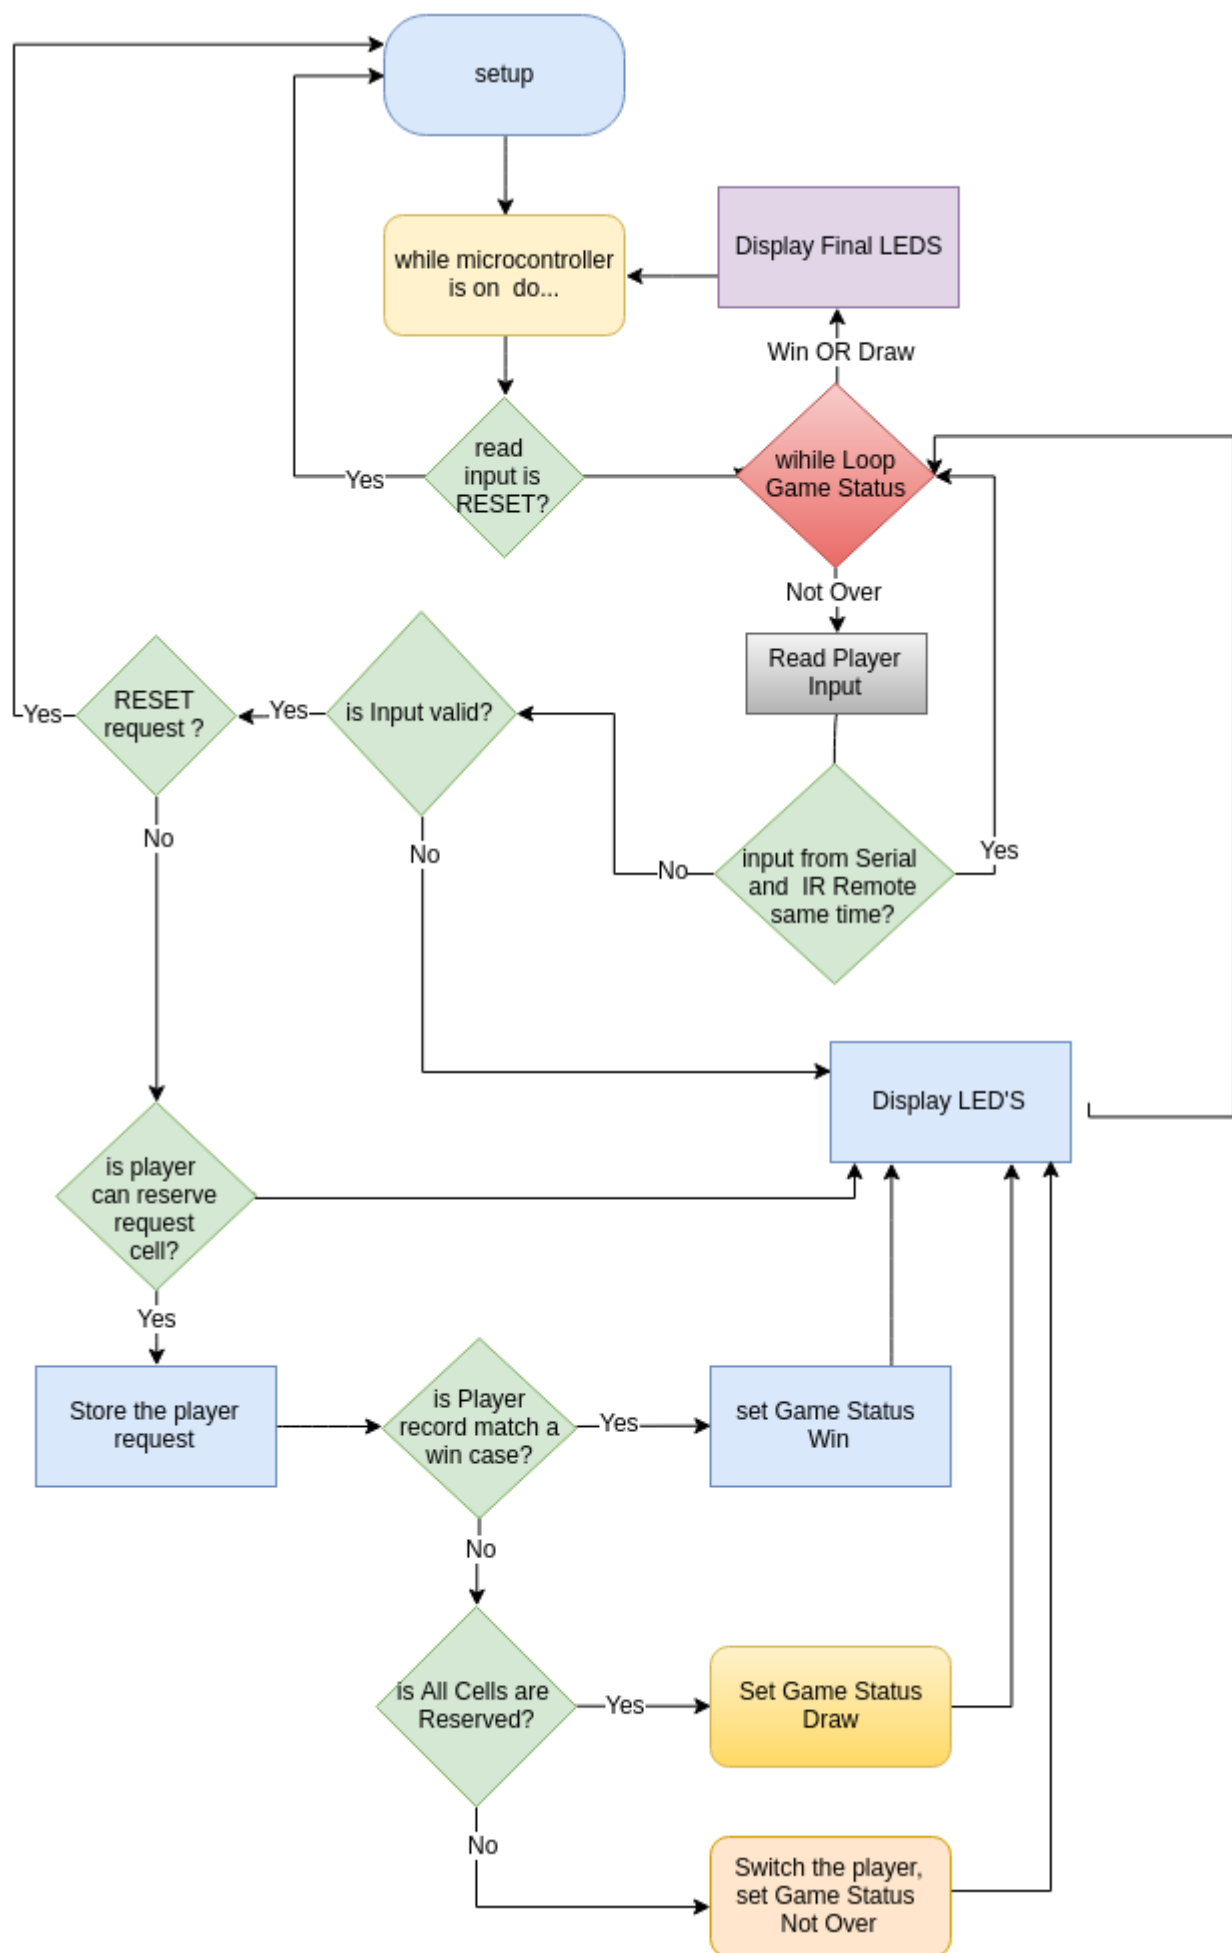 setup
while microcontroller
is on  do...
Display Final LEDS
Win OR Draw
read
input is
RESET?
Yes
wihile Loop
Game Status
Not Over
Read Player
Input
RESET
request ?
Yes
is Input valid?
Yes
No
No
input from Serial
and  IR Remote
same time?
No
Yes
Display LED'S
is player
can reserve
request
cell?
Yes
Store the player
request
is Player
record match a
win case?
Yes
set Game Status
Win
No
is All Cells are
Reserved?
Yes
Set Game Status
Draw
No
Switch the player,
set Game Status
Not Over